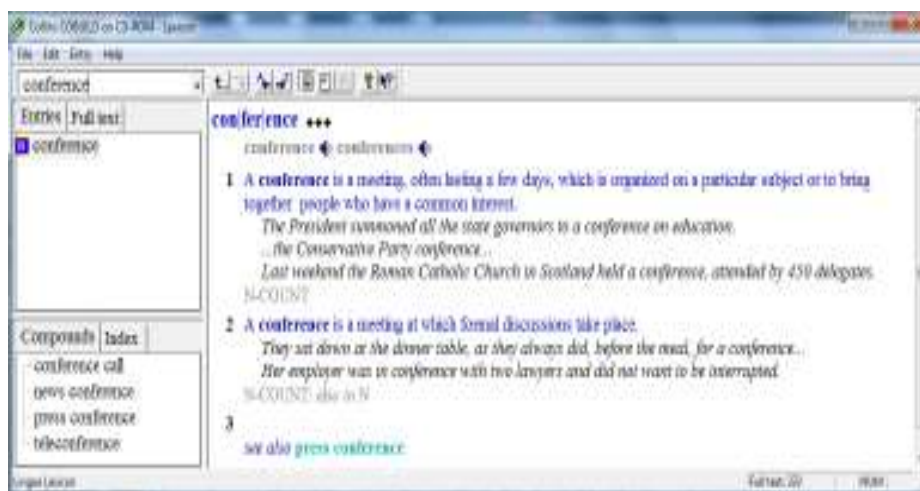 Collins COBUILD on CD-ROM - Lexicon
File Edit Entry Help
conference
Entries Full text
conference
con|fer|ence ♦♦♦
conference conferences
1 A conference is a meeting, often lasting a few days, which is organized on a particular subject or to bring
together people who have a common interest.
The President summoned all the state governors to a conference on education.
...the Conservative Party conference...
Last weekend the Roman Catholic Church in Scotland held a conference, attended by 450 delegates.
N-COUNT
2 A conference is a meeting at which formal discussions take place.
They sat down at the dinner table, as they always did, before the meal, for a conference...
Her employer was in conference with two lawyers and did not want to be interrupted.
N-COUNT: also in N
3
see also press conference
Compounds Index
conference call
news conference
press conference
teleconference
Lingea Lexicon
NUM